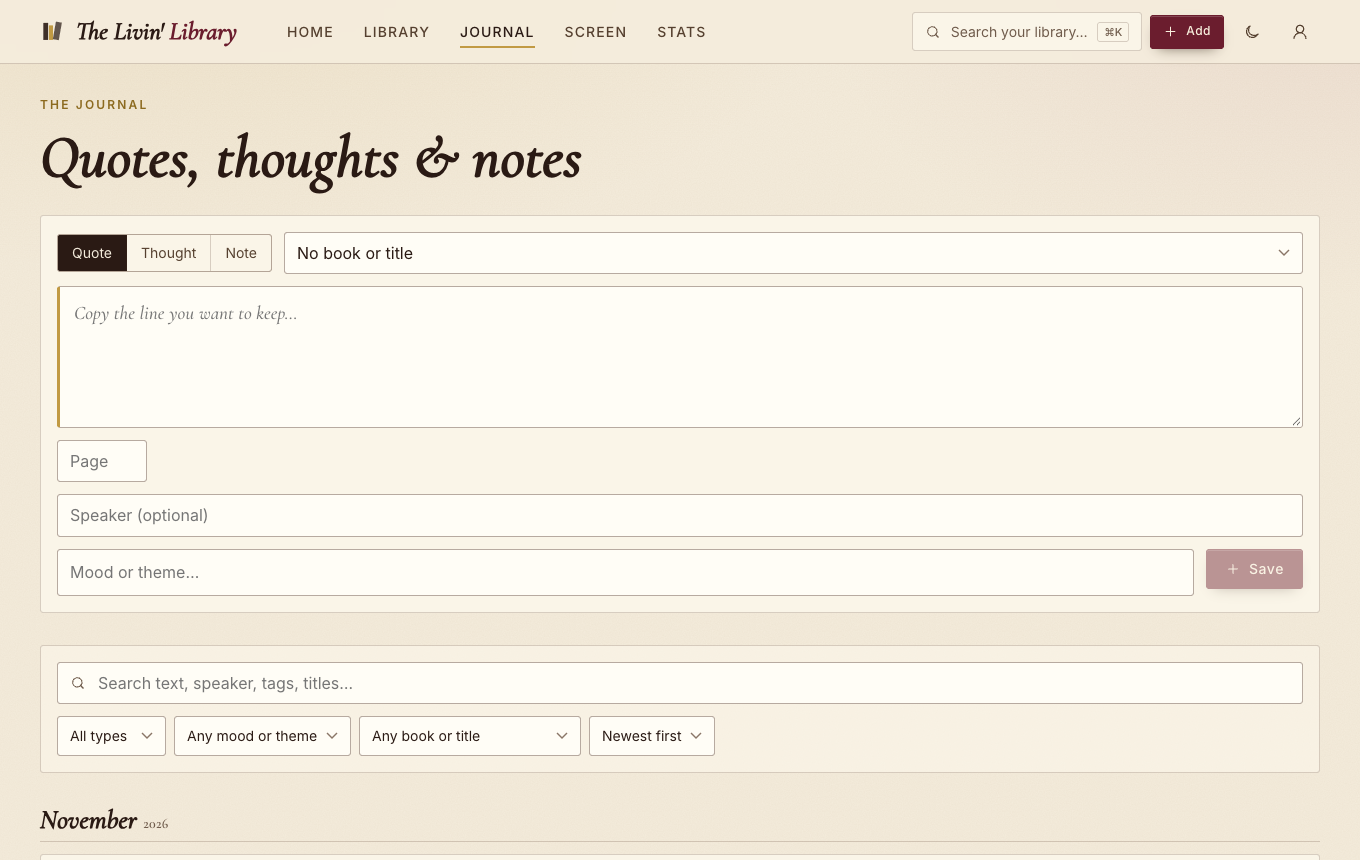 The Livin' Library
HOME LIBRARY JOURNAL SCREEN STATS
Search your library... ⌘K
+ Add
THE JOURNAL
Quotes, thoughts & notes
Quote Thought Note
No book or title
Copy the line you want to keep...
Page
Speaker (optional)
Mood or theme...
+ Save
Search text, speaker, tags, titles...
All types Any mood or theme Any book or title Newest first
November 2026